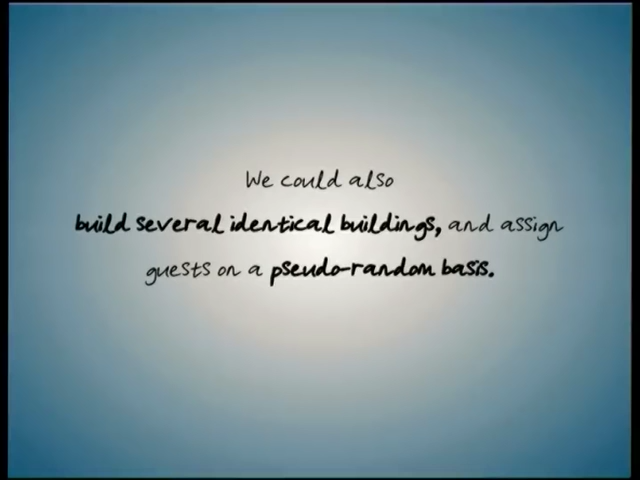 We could also
build several identical buildings, and assign
guests on a pseudo-random basis.